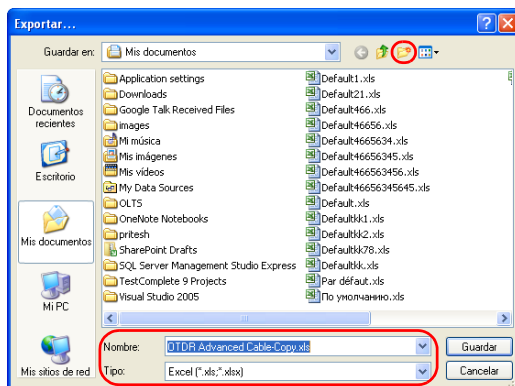 Exportar...
Guardar en:
Mis documentos
Documentos recientes
Escritorio
Mis documentos
Mi PC
Mis sitios de red
Application settings
Downloads
Google Talk Received Files
images
Mi música
Mis imágenes
Mis vídeos
My Data Sources
OLTS
OneNote Notebooks
pritesh
SharePoint Drafts
SQL Server Management Studio Express
TestComplete 9 Projects
Visual Studio 2005
Default1.xls
Default21.xls
Default466.xls
Default46656.xls
Default4665634.xls
Default46656345.xls
Default466563456.xls
Default46656345645.xls
Default.xls
Defaultkk1.xls
Defaultkk2.xls
Defaultkk78.xls
Defaultkk.xls
Par défaut.xls
По умолчанию.xls
Nombre:
OTDR Advanced Cable-Copy.xls
Guardar
Tipo:
Excel (*.xls;*.xlsx)
Cancelar